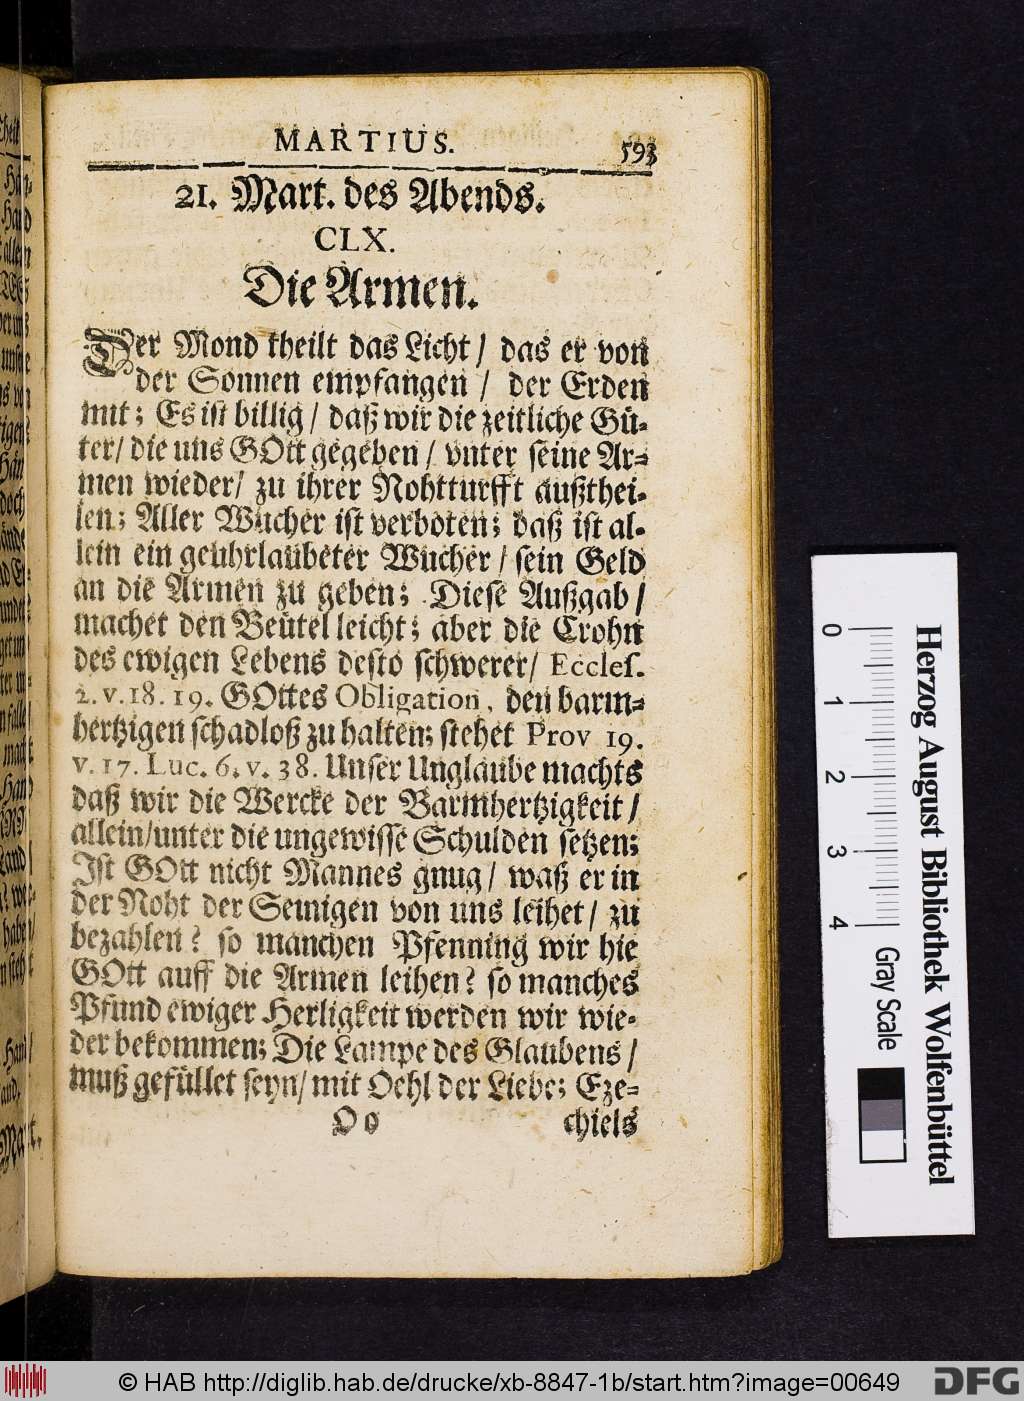 MARTIUS. 593
21. Mart. des Abends.
CLX.
Die Armen.
Der Mond theilt das Licht / das er von
der Sonnen empfangen / der Erden
mit; Es ist billig / daß wir die zeitliche Gü-
ter / die uns GOtt gegeben / vnter seine Ar-
men wieder / zu ihrer Nohtturfft außthei-
len; Aller Wucher ist verboten; daß ist al-
lein ein geuhrlaubeter Wucher / sein Geld
an die Armen zu geben; Diese Außgab /
machet den Beutel leicht; aber die Crohn
des ewigen Lebens desto schwerer / Eccles.
2. v. 18. 19. GOttes Obligation, den barm-
hertzigen schadloß zu halten; stehet Prov 19.
v. 17. Luc. 6. v. 38. Unser Unglaube machts
daß wir die Wercke der Barmhertzigkeit /
allein / unter die ungewisse Schulden setzen;
Ist GOtt nicht Mannes gnug / waß er in
der Noht der Seinigen von uns leihet / zu
bezahlen? so manchen Pfenning wir hie
GOtt auff die Armen leihen? so manches
Pfund ewiger Herligkeit werden wir wie-
der bekommen; Die Lampe des Glaubens /
muß gefüllet seyn / mit Oehl der Liebe; Eze-
Oo chiels
Herzog August Bibliothek Wolfenbüttel
0 1 2 3 4 Gray Scale
© HAB http://diglib.hab.de/drucke/xb-8847-1b/start.htm?image=00649
DFG